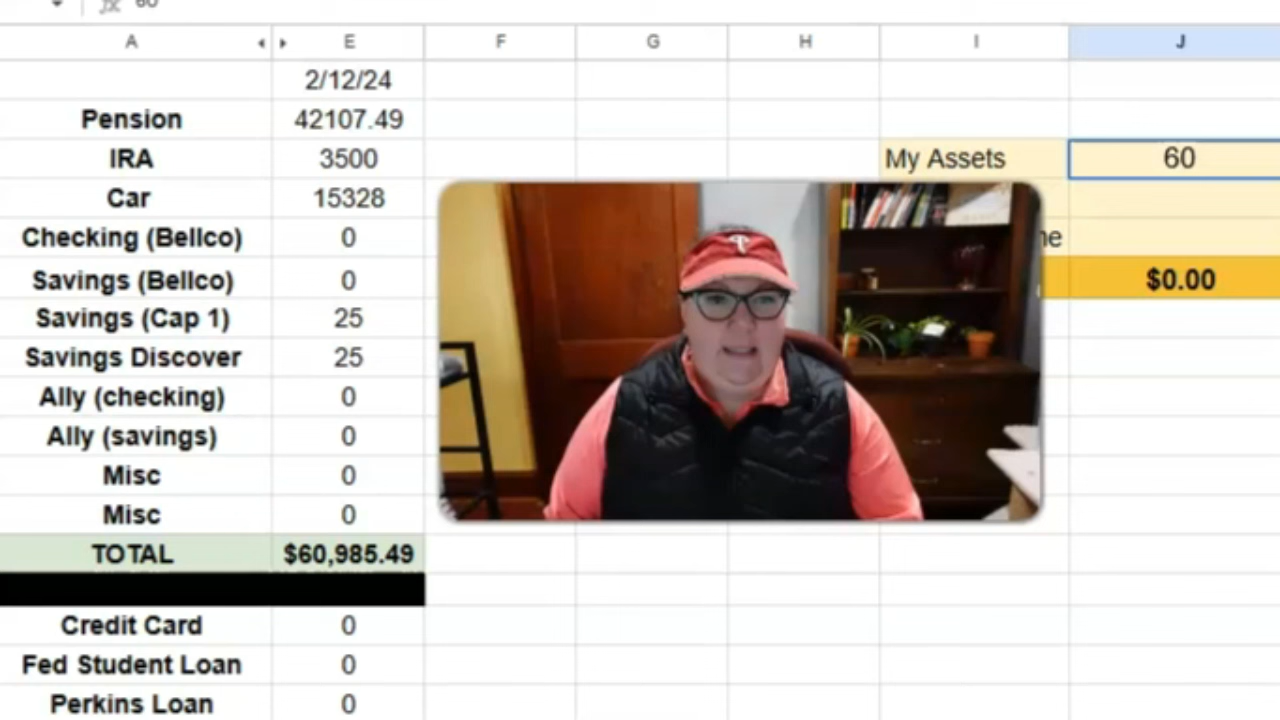 fx 60
A E F G H I J
2/12/24
Pension 42107.49
IRA 3500 My Assets 60
Car 15328
Checking (Bellco) 0 ne
Savings (Bellco) 0 $0.00
Savings (Cap 1) 25
Savings Discover 25
Ally (checking) 0
Ally (savings) 0
Misc 0
Misc 0
TOTAL $60,985.49
Credit Card 0
Fed Student Loan 0
Perkins Loan 0